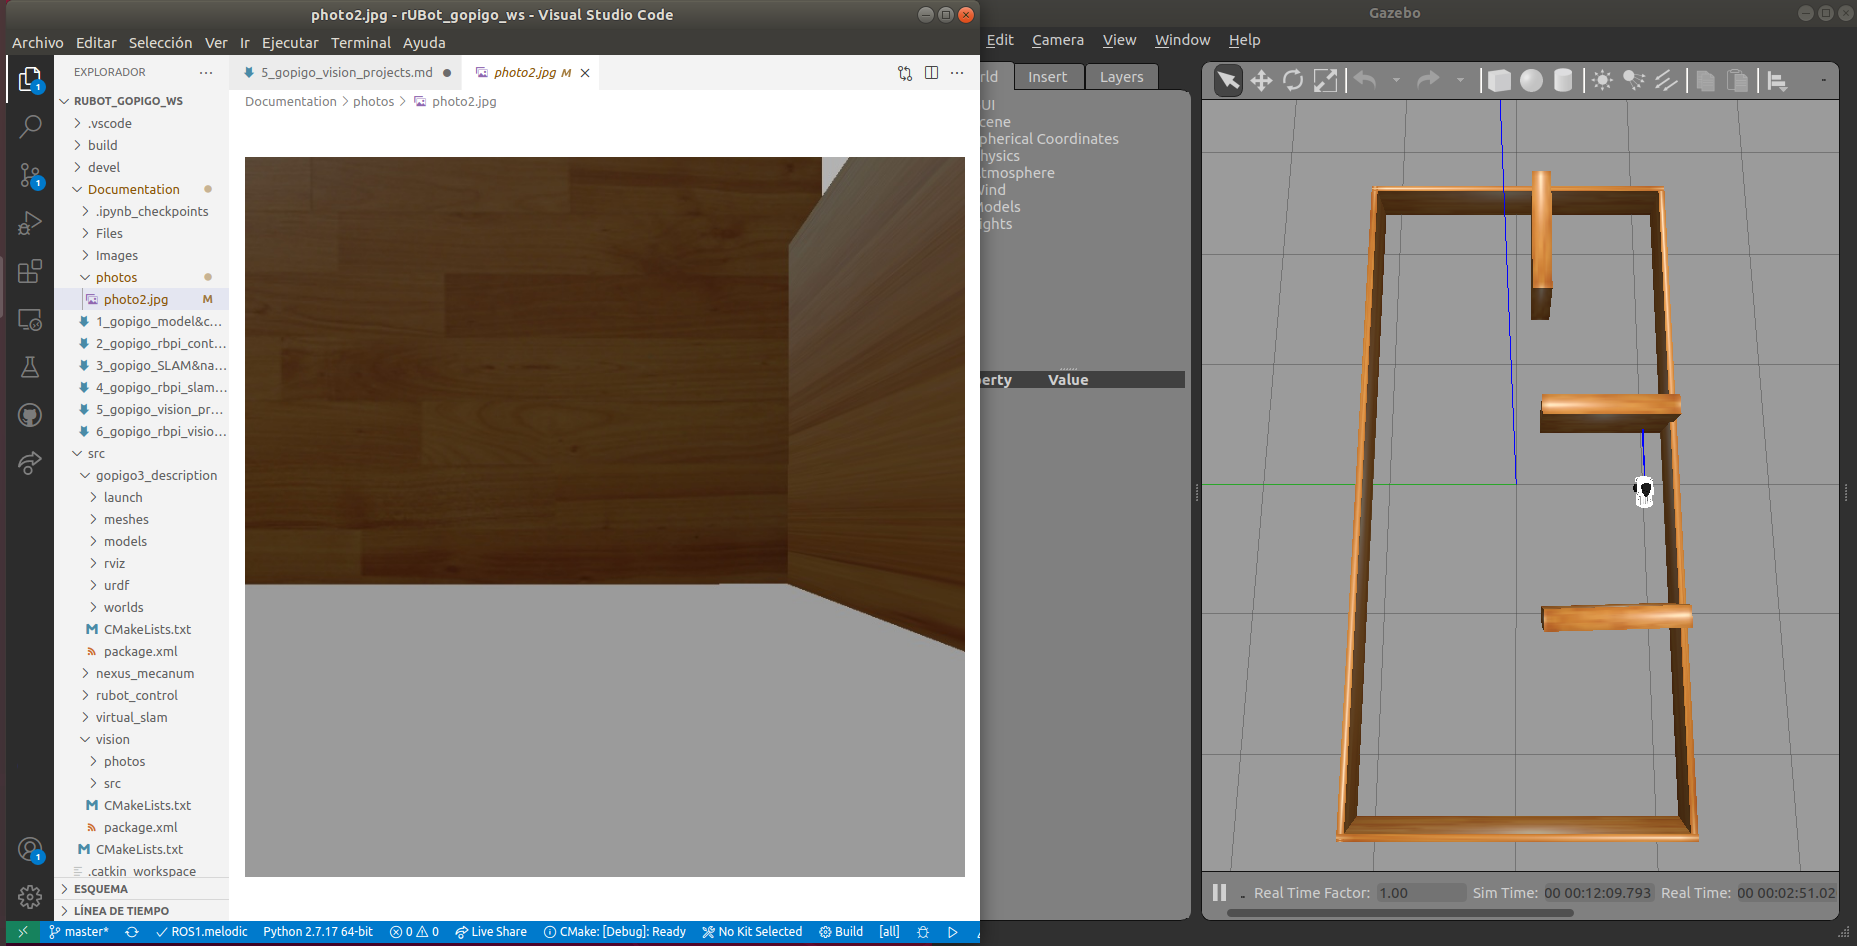 photo2.jpg - rUBot_gopigo_ws - Visual Studio Code
Archivo Editar Selección Ver Ir Ejecutar Terminal Ayuda
EXPLORADOR ···
RUBOT_GOPIGO_WS
.vscode
build
devel
Documentation
.ipynb_checkpoints
Files
Images
photos
photo2.jpg M
1_gopigo_model&c...
2_gopigo_rbpi_cont...
3_gopigo_SLAM&na...
4_gopigo_rbpi_slam...
5_gopigo_vision_pr...
6_gopigo_rbpi_visio...
src
gopigo3_description
launch
meshes
models
rviz
urdf
worlds
CMakeLists.txt
package.xml
nexus_mecanum
rubot_control
virtual_slam
vision
photos
src
CMakeLists.txt
package.xml
CMakeLists.txt
.catkin_workspace
ESQUEMA
LÍNEA DE TIEMPO
1
1
1
5_gopigo_vision_projects.md photo2.jpg M
Documentation > photos > photo2.jpg
master* ROS1.melodic Python 2.7.17 64-bit 0 0 Live Share CMake: [Debug]: Ready No Kit Selected Build [all]
Gazebo
Edit Camera View Window Help
ld Insert Layers
UI
cene
pherical Coordinates
hysics
tmosphere
Wind
Models
ights
erty Value
Real Time Factor: 1.00 Sim Time: 00 00:12:09.793 Real Time: 00 00:02:51.02